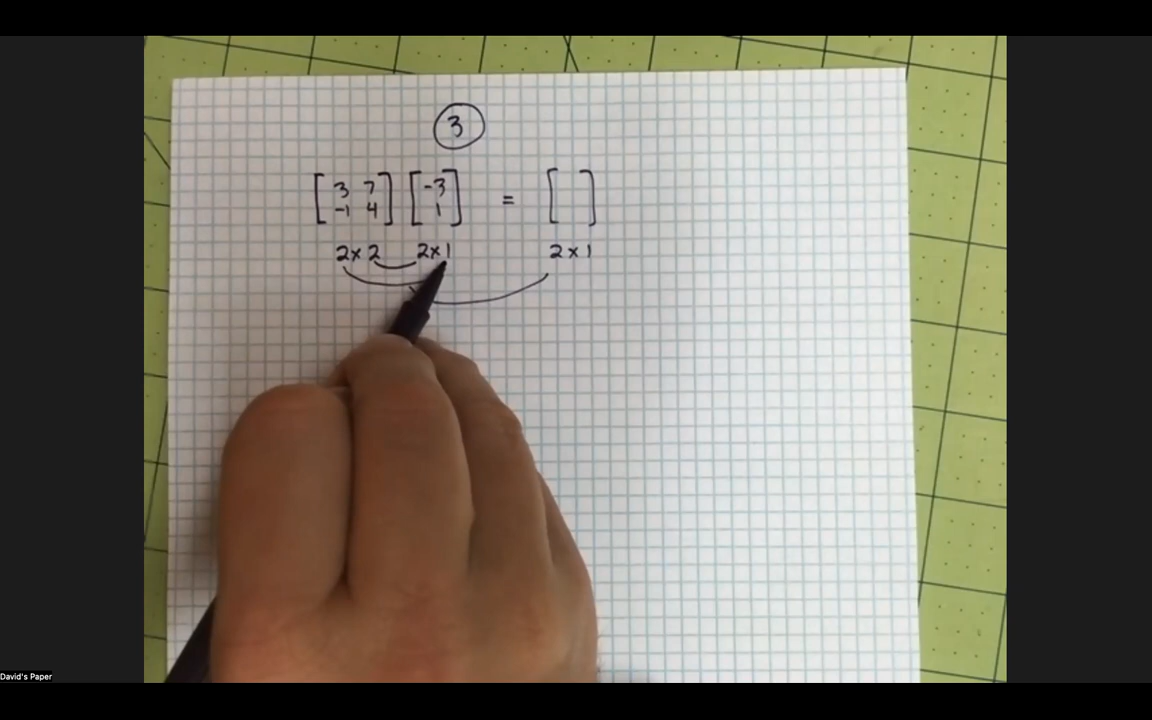 3
[3 7] [-3] = [ ]
[-1 4] [1]
2×2 2×1 2×1
David's Paper